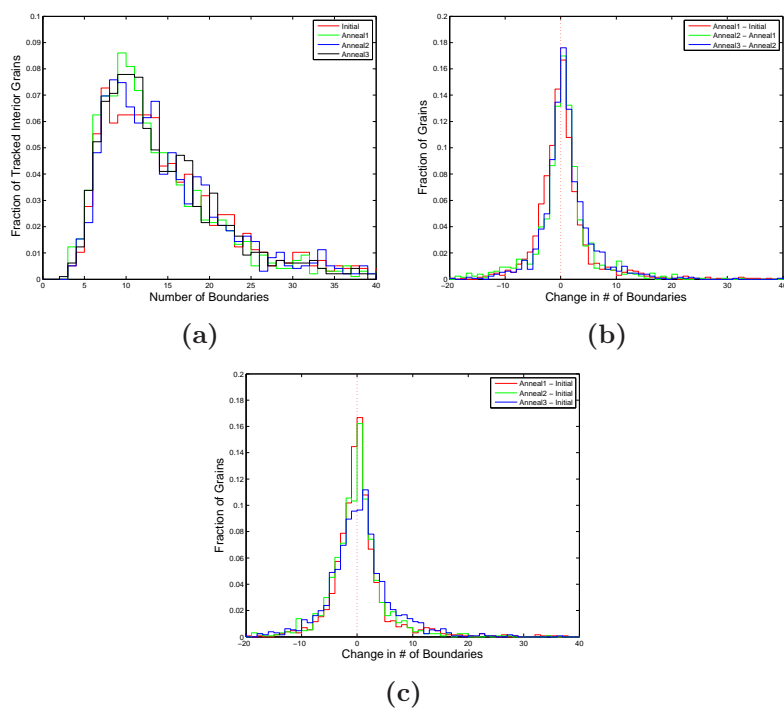 0.1
0.09
0.08
0.07
0.06
0.05
0.04
0.03
0.02
0.01
0
Fraction of Tracked Interior Grains
Initial
Anneal1
Anneal2
Anneal3
0 5 10 15 20 25 30 35 40
Number of Boundaries
(a)
0.2
0.18
0.16
0.14
0.12
0.1
0.08
0.06
0.04
0.02
0
Fraction of Grains
Anneal1 − Initial
Anneal2 − Anneal1
Anneal3 − Anneal2
−20 −10 0 10 20 30 40
Change in # of Boundaries
(b)
0.2
0.18
0.16
0.14
0.12
0.1
0.08
0.06
0.04
0.02
0
Fraction of Grains
Anneal1 − Initial
Anneal2 − Initial
Anneal3 − Initial
−20 −10 0 10 20 30 40
Change in # of Boundaries
(c)